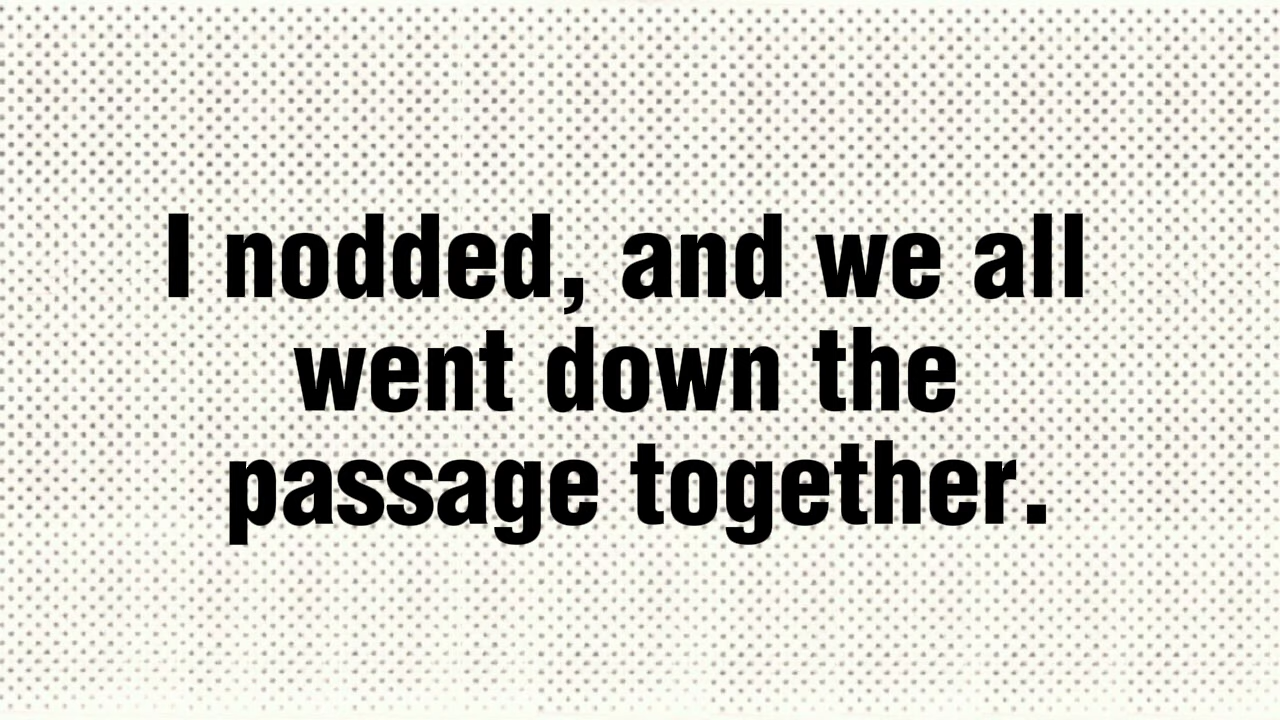 I nodded, and we all
went down the
passage together.